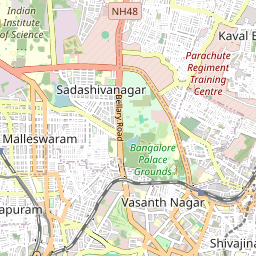 Indian
Institute
of Science
NH48
Kaval B
Parachute
Regiment
Training
Centre
Sadashivanagar
Bellary Road
Malleswaram
Bangalore
Palace
Grounds
apuram
Vasanth Nagar
Shivajina